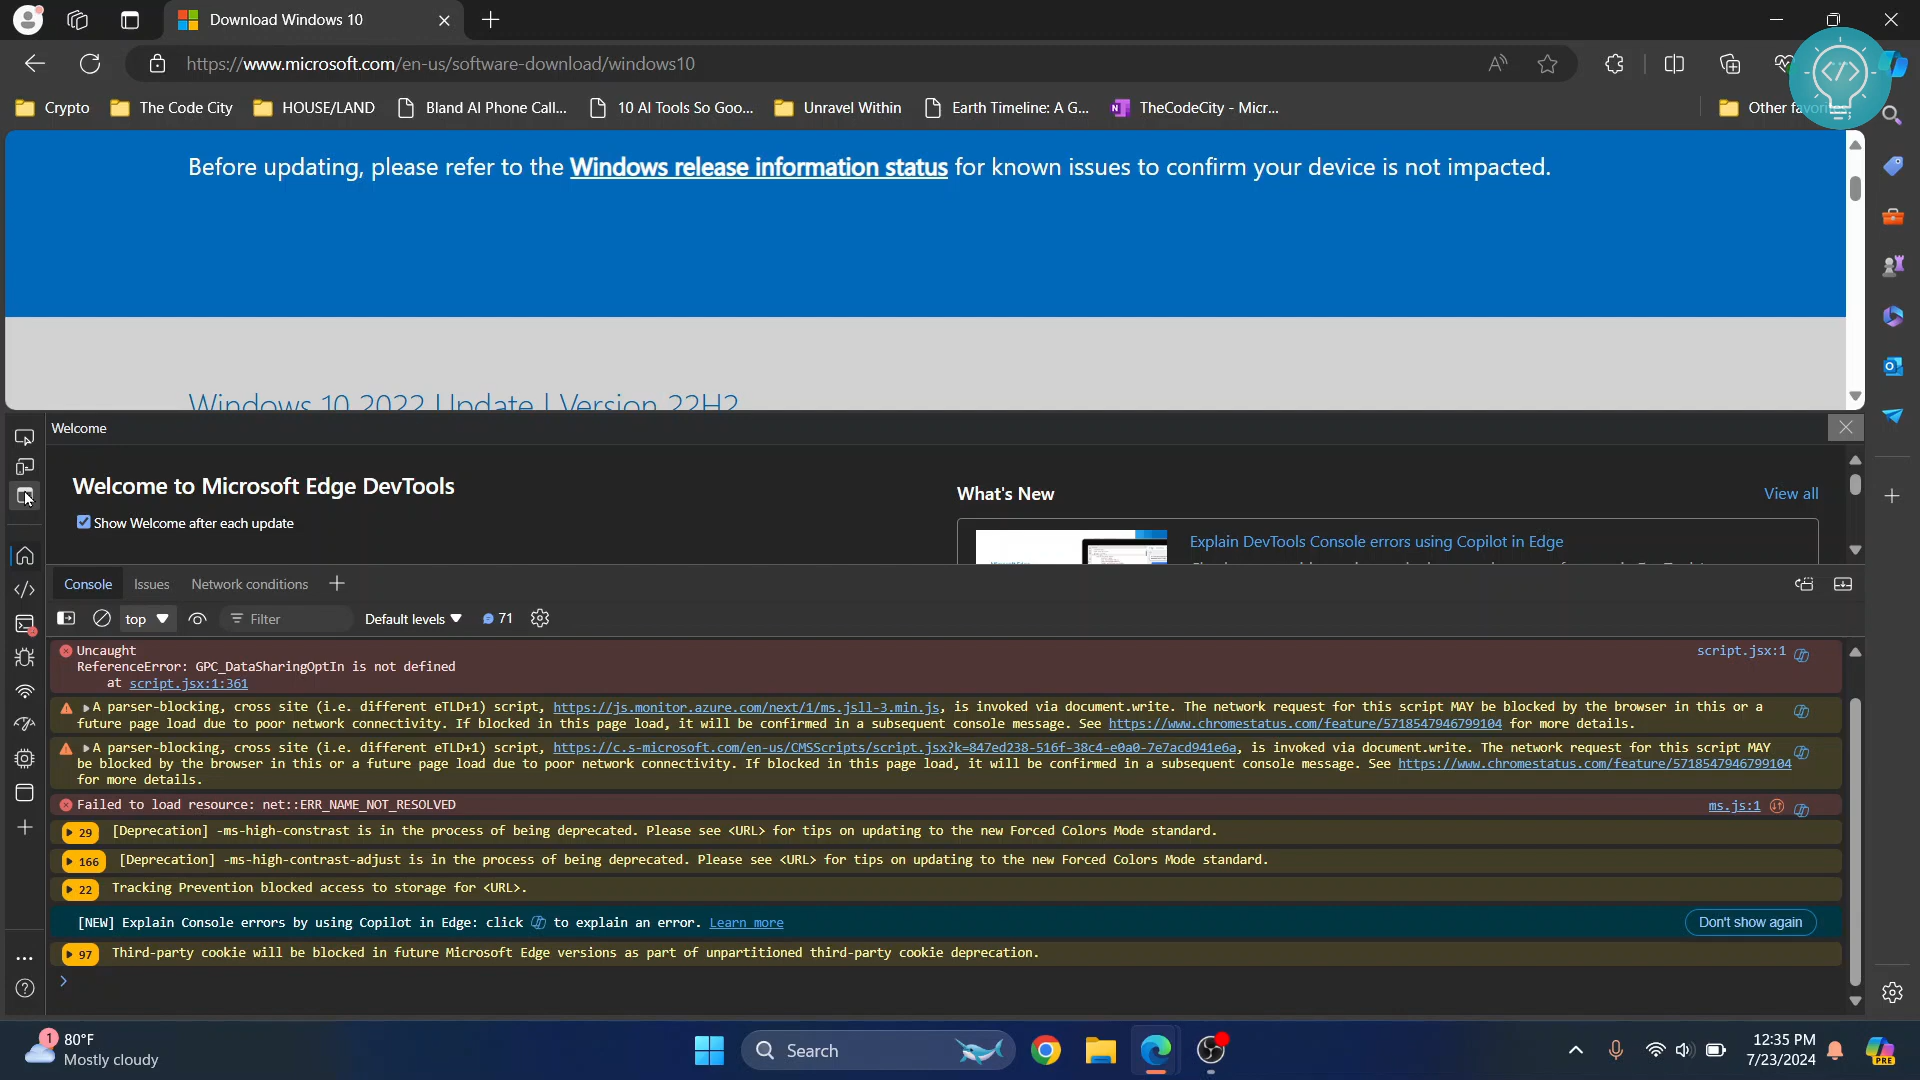 Download Windows 10
https://www.microsoft.com/en-us/software-download/windows10
Crypto
The Code City
HOUSE/LAND
Bland AI Phone Call...
10 AI Tools So Goo...
Unravel Within
Earth Timeline: A G...
TheCodeCity - Micr...
Other favorites
Before updating, please refer to the Windows release information status for known issues to confirm your device is not impacted.
Windows 10 2022 Update | Version 22H2
Welcome
Welcome to Microsoft Edge DevTools
Show Welcome after each update
What's New
View all
Explain DevTools Console errors using Copilot in Edge
Console
Issues
Network conditions
top
Filter
Default levels
71
Uncaught
script.jsx:1
ReferenceError: GPC_DataSharingOptIn is not defined
at script.jsx:1:361
A parser-blocking, cross site (i.e. different eTLD+1) script, https://js.monitor.azure.com/next/1/ms.jsll-3.min.js, is invoked via document.write. The network request for this script MAY be blocked by the browser in this or a
future page load due to poor network connectivity. If blocked in this page load, it will be confirmed in a subsequent console message. See https://www.chromestatus.com/feature/5718547946799104 for more details.
A parser-blocking, cross site (i.e. different eTLD+1) script, https://c.s-microsoft.com/en-us/CMSScripts/script.jsx?k=847ed238-516f-38c4-e0a0-7e7acd941e6a, is invoked via document.write. The network request for this script MAY
be blocked by the browser in this or a future page load due to poor network connectivity. If blocked in this page load, it will be confirmed in a subsequent console message. See https://www.chromestatus.com/feature/5718547946799104
for more details.
Failed to load resource: net::ERR_NAME_NOT_RESOLVED
ms.js:1
29 [Deprecation] -ms-high-constrast is in the process of being deprecated. Please see <URL> for tips on updating to the new Forced Colors Mode standard.
166 [Deprecation] -ms-high-contrast-adjust is in the process of being deprecated. Please see <URL> for tips on updating to the new Forced Colors Mode standard.
22 Tracking Prevention blocked access to storage for <URL>.
[NEW] Explain Console errors by using Copilot in Edge: click to explain an error. Learn more
Don't show again
97 Third-party cookie will be blocked in future Microsoft Edge versions as part of unpartitioned third-party cookie deprecation.
1
80°F
Mostly cloudy
Search
12:35 PM
7/23/2024
PRE